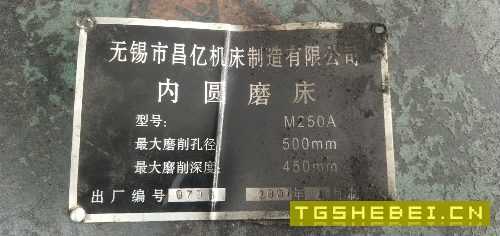 无锡市昌亿机床制造有限公司
内圆磨床
型号: M250A
最大磨削孔径: 500mm
最大磨削深度: 450mm
出厂编号 年
TGSHEBEI.CN